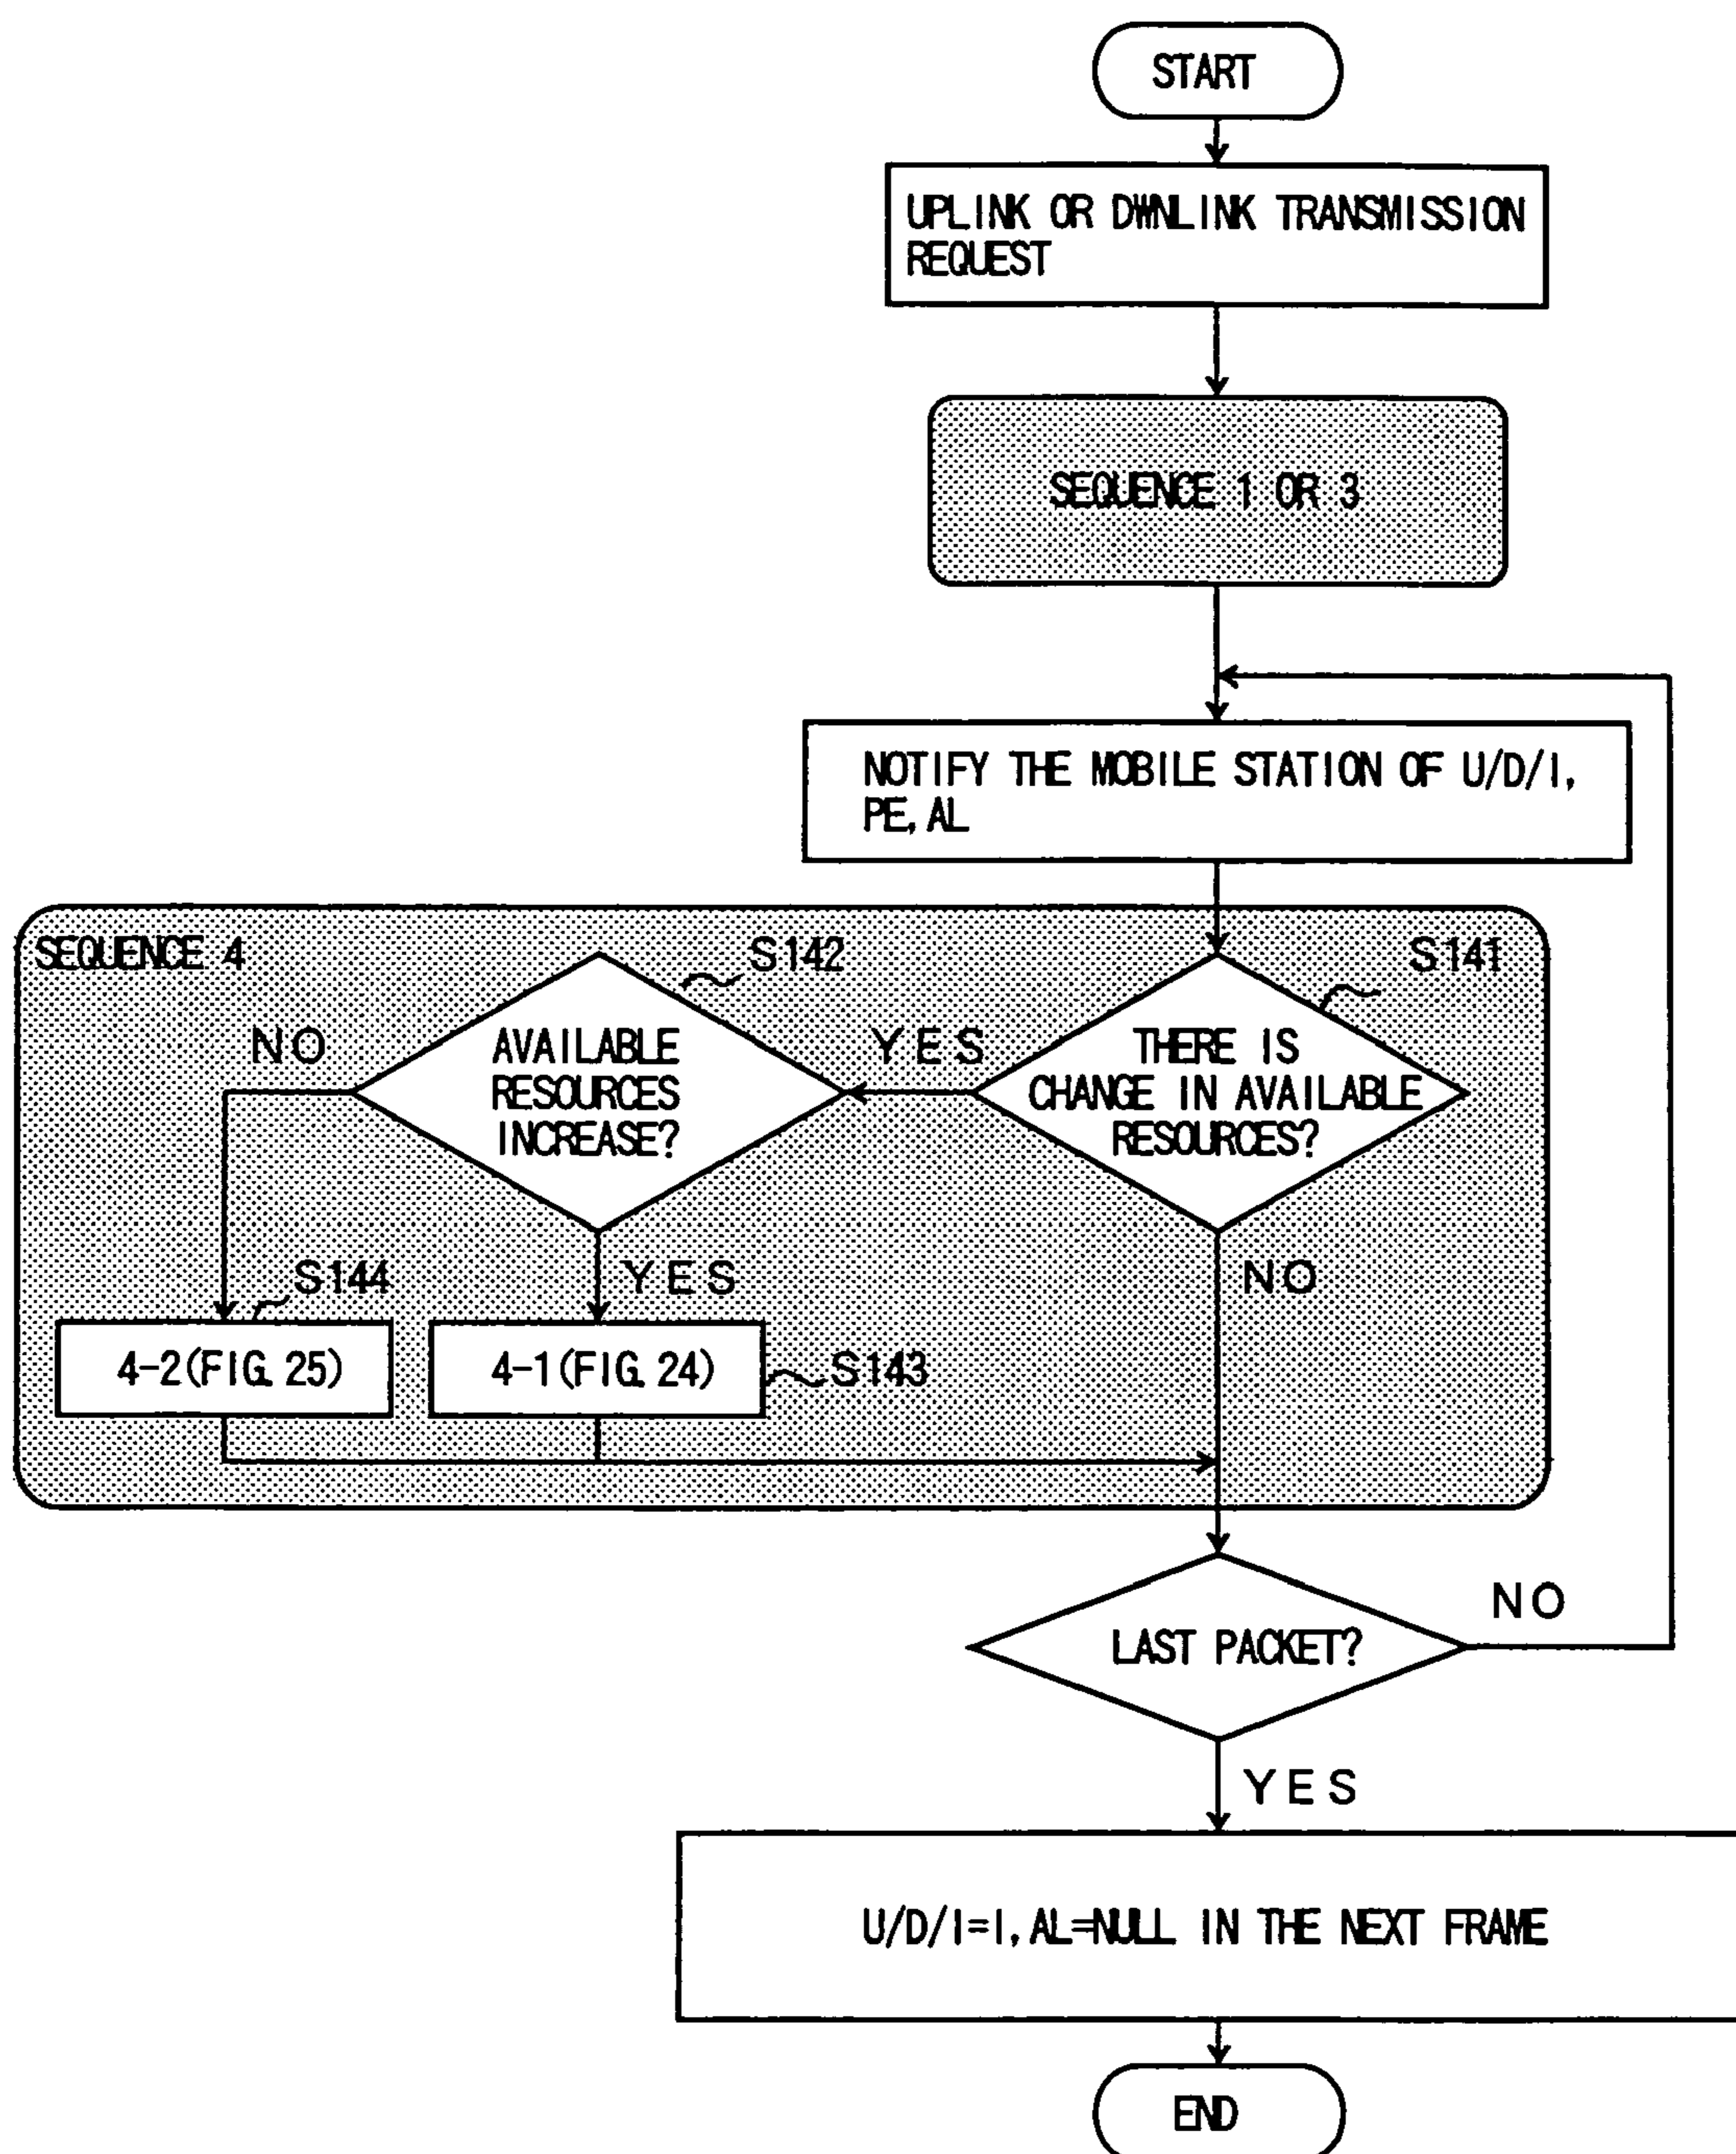 START
UPLINK OR DWNLINK TRANSMISSION
REQUEST
SEQUENCE 1 OR 3
NOTIFY THE MOBILE STATION OF U/D/I,
PE, AL
SEQUENCE 4
S142
S141
NO
AVAILABLE
RESOURCES
INCREASE?
YES
THERE IS
CHANGE IN AVAILABLE
RESOURCES?
S144
YES
NO
4-2(FIG. 25)
4-1(FIG. 24)
S143
LAST PACKET?
NO
YES
U/D/I=I, AL=NULL IN THE NEXT FRAME
END